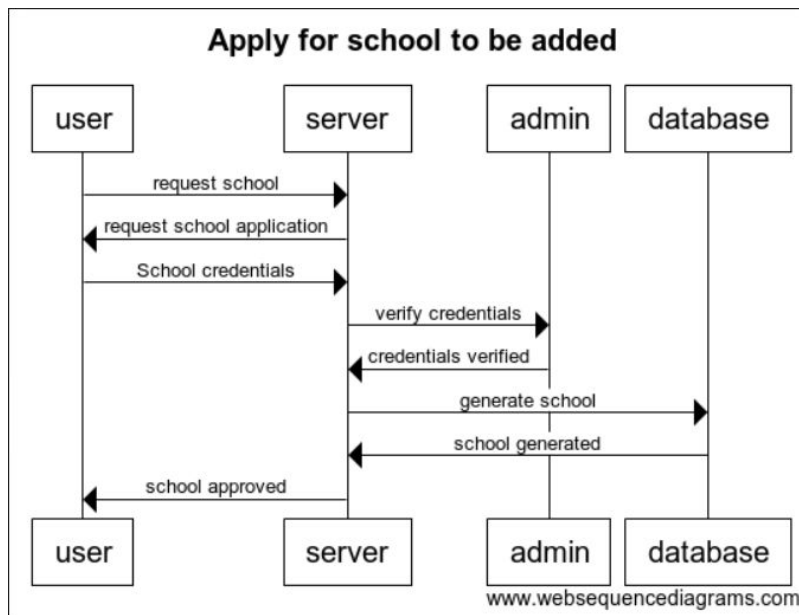 Apply for school to be added
user server admin database
request school
request school application
School credentials
verify credentials
credentials verified
generate school
school generated
school approved
user server admin database
www.websequencediagrams.com